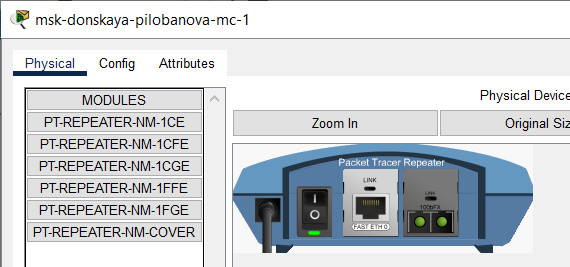 msk-donskaya-pilobanova-mc-1
Physical Config Attributes
MODULES
PT-REPEATER-NM-1CE
PT-REPEATER-NM-1CFE
PT-REPEATER-NM-1CGE
PT-REPEATER-NM-1FFE
PT-REPEATER-NM-1FGE
PT-REPEATER-NM-COVER
Physical Device
Zoom In Original Siz
Packet Tracer Repeater
LINK
FAST ETH 0
LINK
100bFX